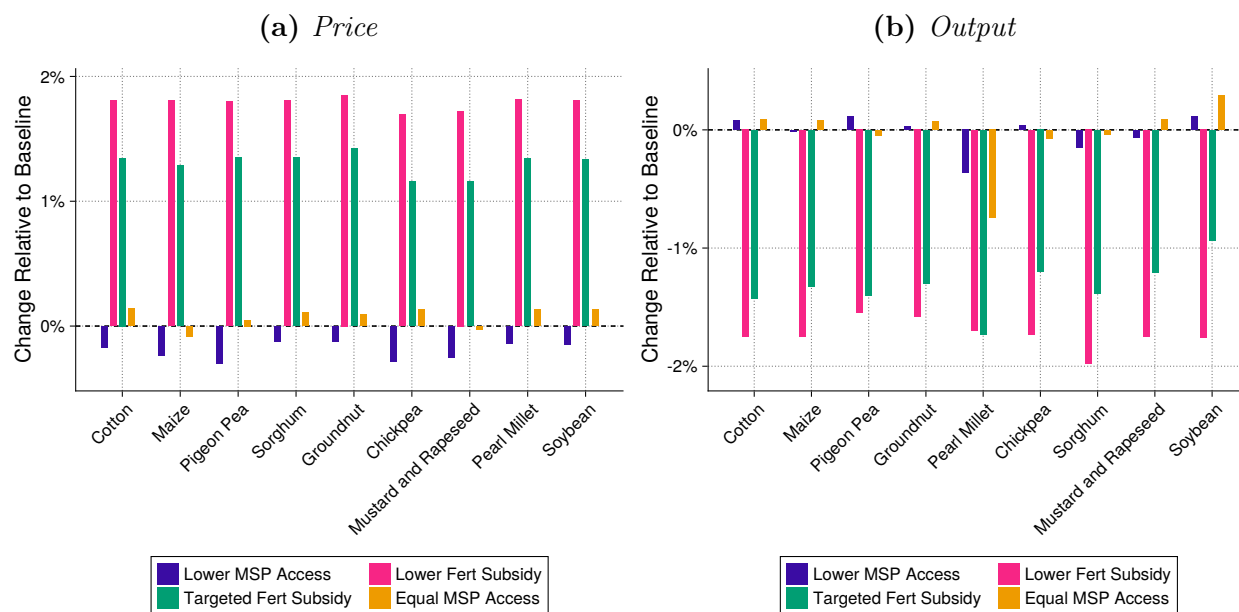 (a) Price
Change Relative to Baseline
2%
1%
0%
Cotton
Maize
Pigeon Pea
Sorghum
Groundnut
Chickpea
Mustard and Rapeseed
Pearl Millet
Soybean
Lower MSP Access
Lower Fert Subsidy
Targeted Fert Subsidy
Equal MSP Access
(b) Output
Change Relative to Baseline
0%
-1%
-2%
Cotton
Maize
Pigeon Pea
Groundnut
Pearl Millet
Chickpea
Sorghum
Mustard and Rapeseed
Soybean
Lower MSP Access
Lower Fert Subsidy
Targeted Fert Subsidy
Equal MSP Access